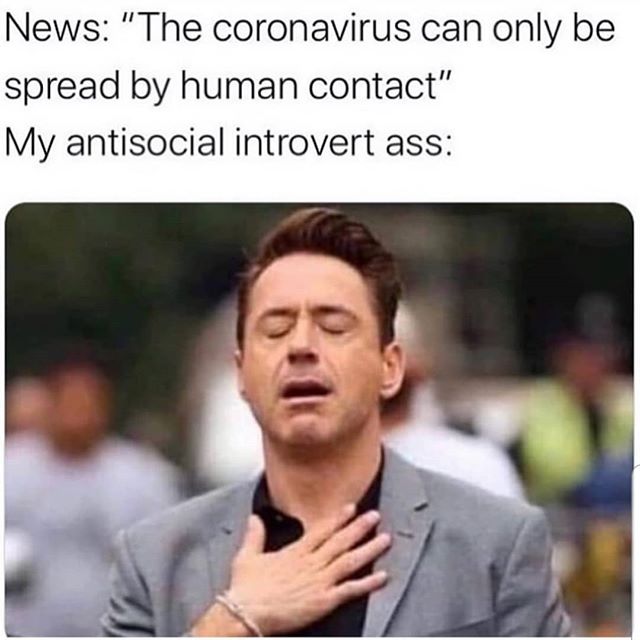 News: "The coronavirus can only be
spread by human contact"
My antisocial introvert ass: